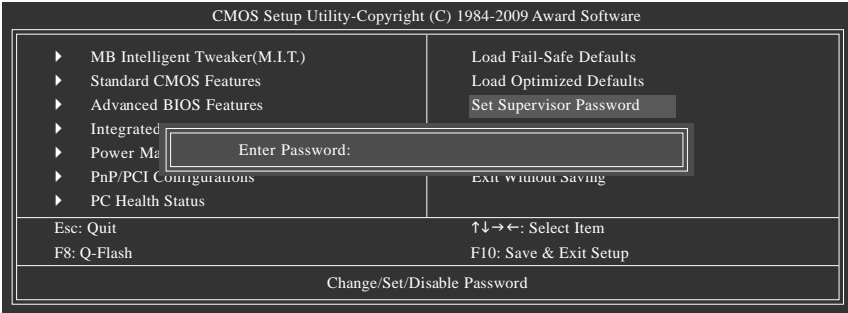 CMOS Setup Utility-Copyright (C) 1984-2009 Award Software
MB Intelligent Tweaker(M.I.T.)
Standard CMOS Features
Advanced BIOS Features
Integrated
Power Ma
PnP/PCI Configurations
PC Health Status
Load Fail-Safe Defaults
Load Optimized Defaults
Set Supervisor Password
Exit Without Saving
Enter Password:
Esc: Quit
↑↓→←: Select Item
F8: Q-Flash
F10: Save & Exit Setup
Change/Set/Disable Password